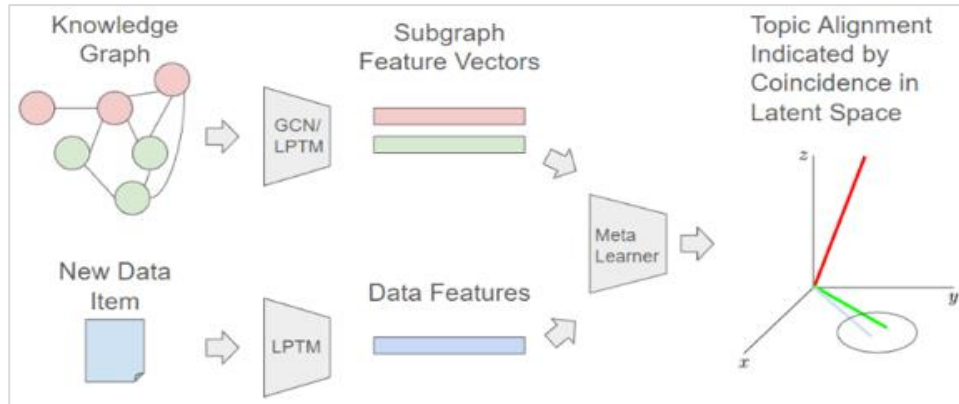 Knowledge
Graph
Subgraph
Feature Vectors
Topic Alignment
Indicated by
Coincidence in
Latent Space
GCN/
LPTM
Meta
Learner
New Data
Item
Data Features
LPTM
z
y
x